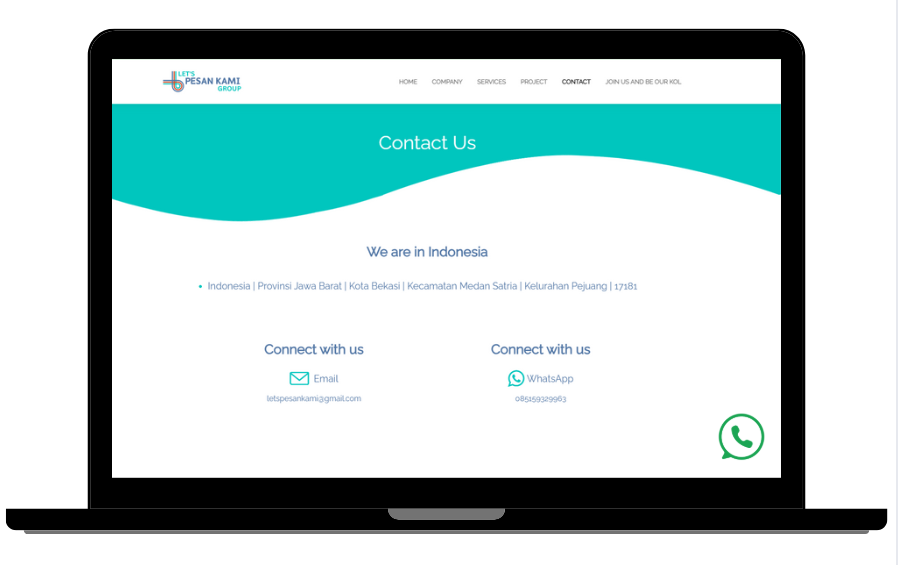 LET'S
PESAN KAMI
GROUP
HOME COMPANY SERVICES PROJECT CONTACT JOIN US AND BE OUR KOL
Contact Us
We are in Indonesia
• Indonesia | Provinsi Jawa Barat | Kota Bekasi | Kecamatan Medan Satria | Kelurahan Pejuang | 17181
Connect with us
Email
letspesankami@gmail.com
Connect with us
WhatsApp
085159329963